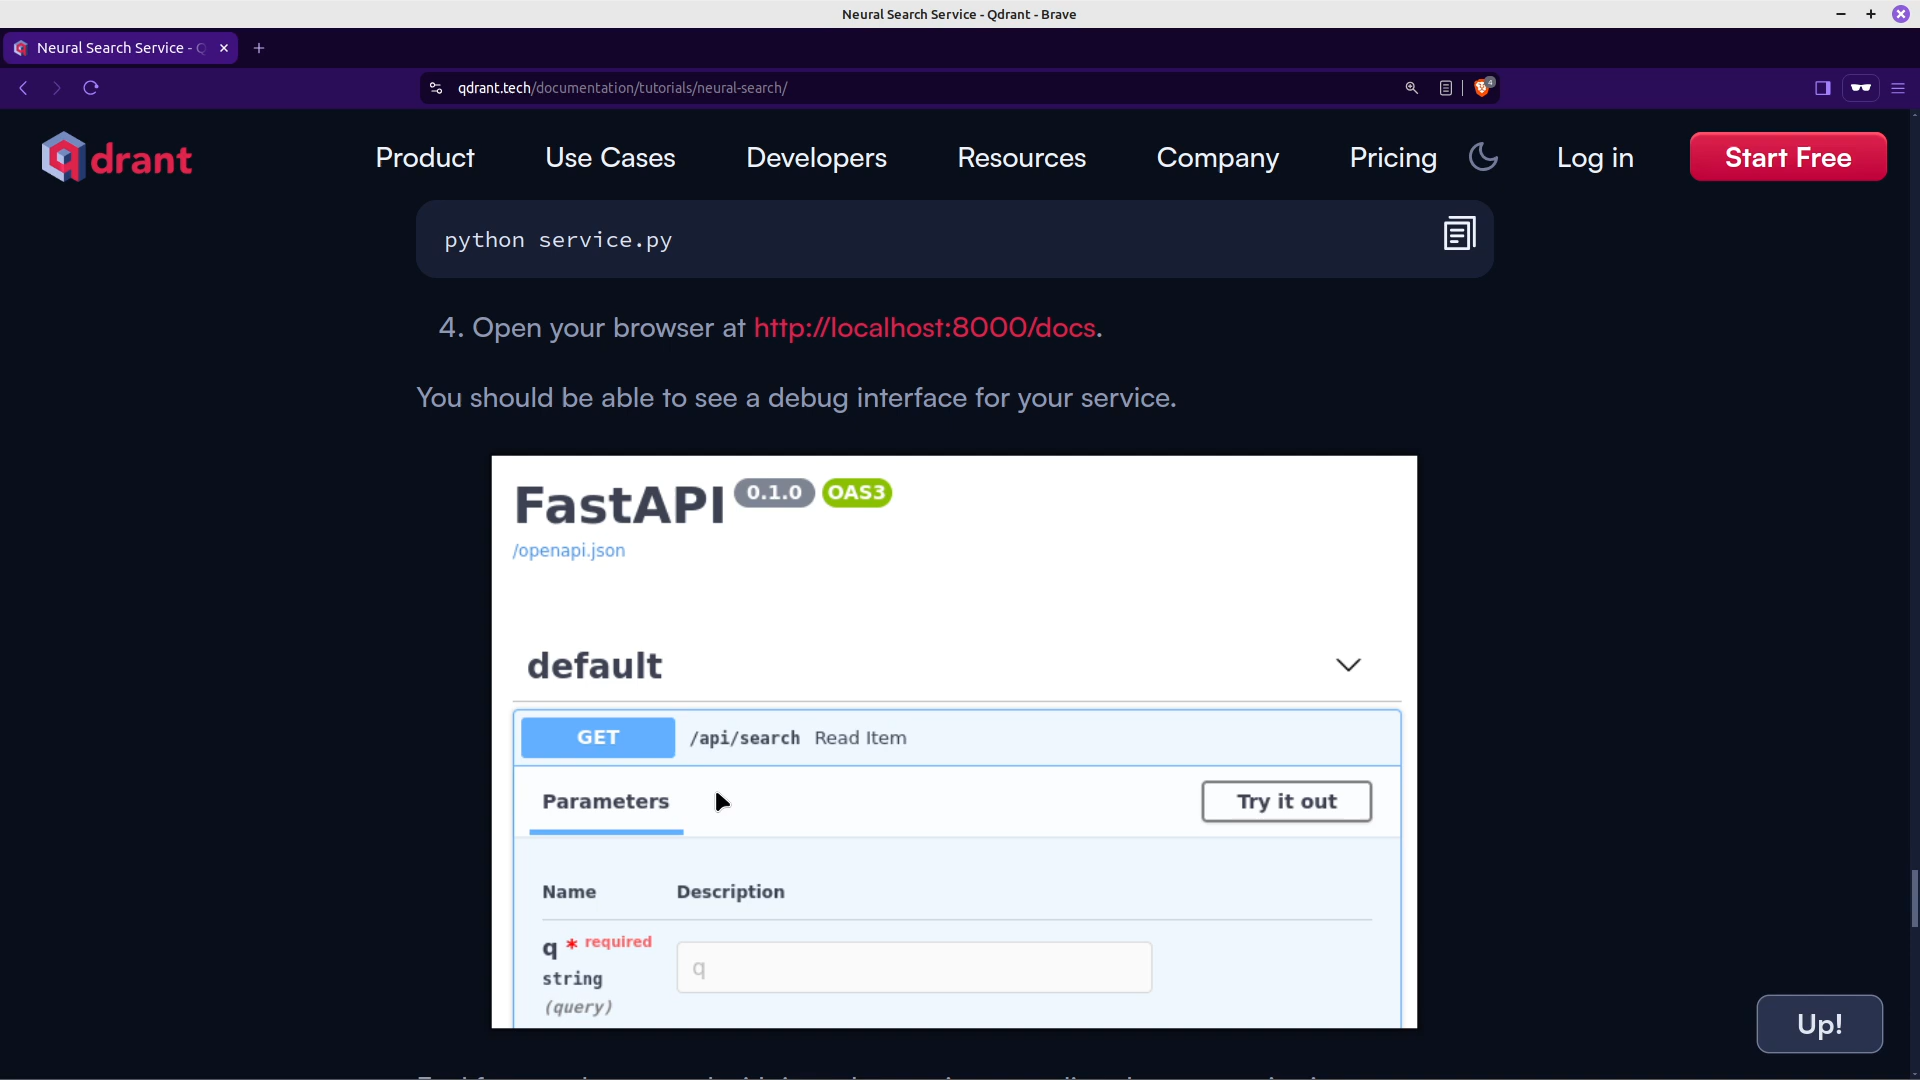 Neural Search Service - Qdrant - Brave
Neural Search Service - Q
qdrant.tech/documentation/tutorials/neural-search/
4
qdrant
Product
Use Cases
Developers
Resources
Company
Pricing
Log in
Start Free
python service.py
4. Open your browser at http://localhost:8000/docs.
You should be able to see a debug interface for your service.
FastAPI 0.1.0 OAS3
/openapi.json
default
GET /api/search Read Item
Parameters
Try it out
Name Description
q * required
string
(query)
q
Up!